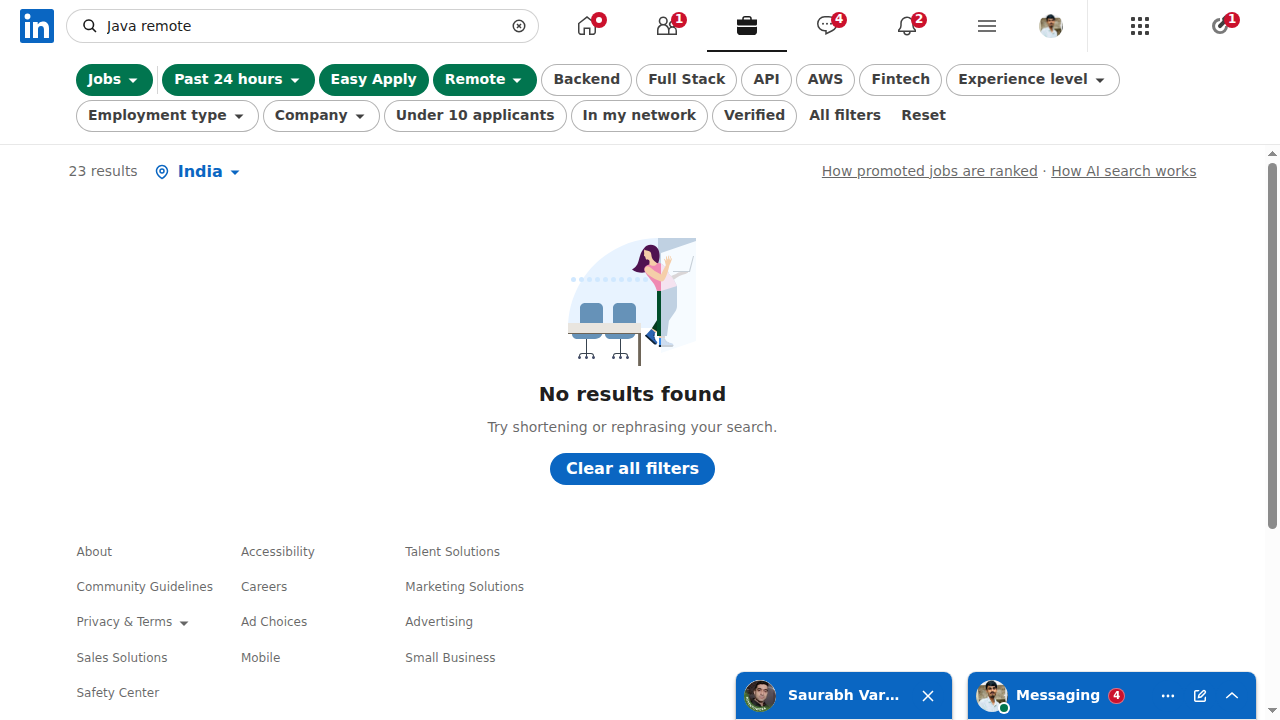 in Java remote 1 4 2 1
Jobs Past 24 hours Easy Apply Remote Backend Full Stack API AWS Fintech Experience level
Employment type Company Under 10 applicants In my network Verified All filters Reset
23 results India How promoted jobs are ranked · How AI search works
No results found
Try shortening or rephrasing your search.
Clear all filters
About Accessibility Talent Solutions
Community Guidelines Careers Marketing Solutions
Privacy & Terms Ad Choices Advertising
Sales Solutions Mobile Small Business
Safety Center
Saurabh Var... Messaging 4